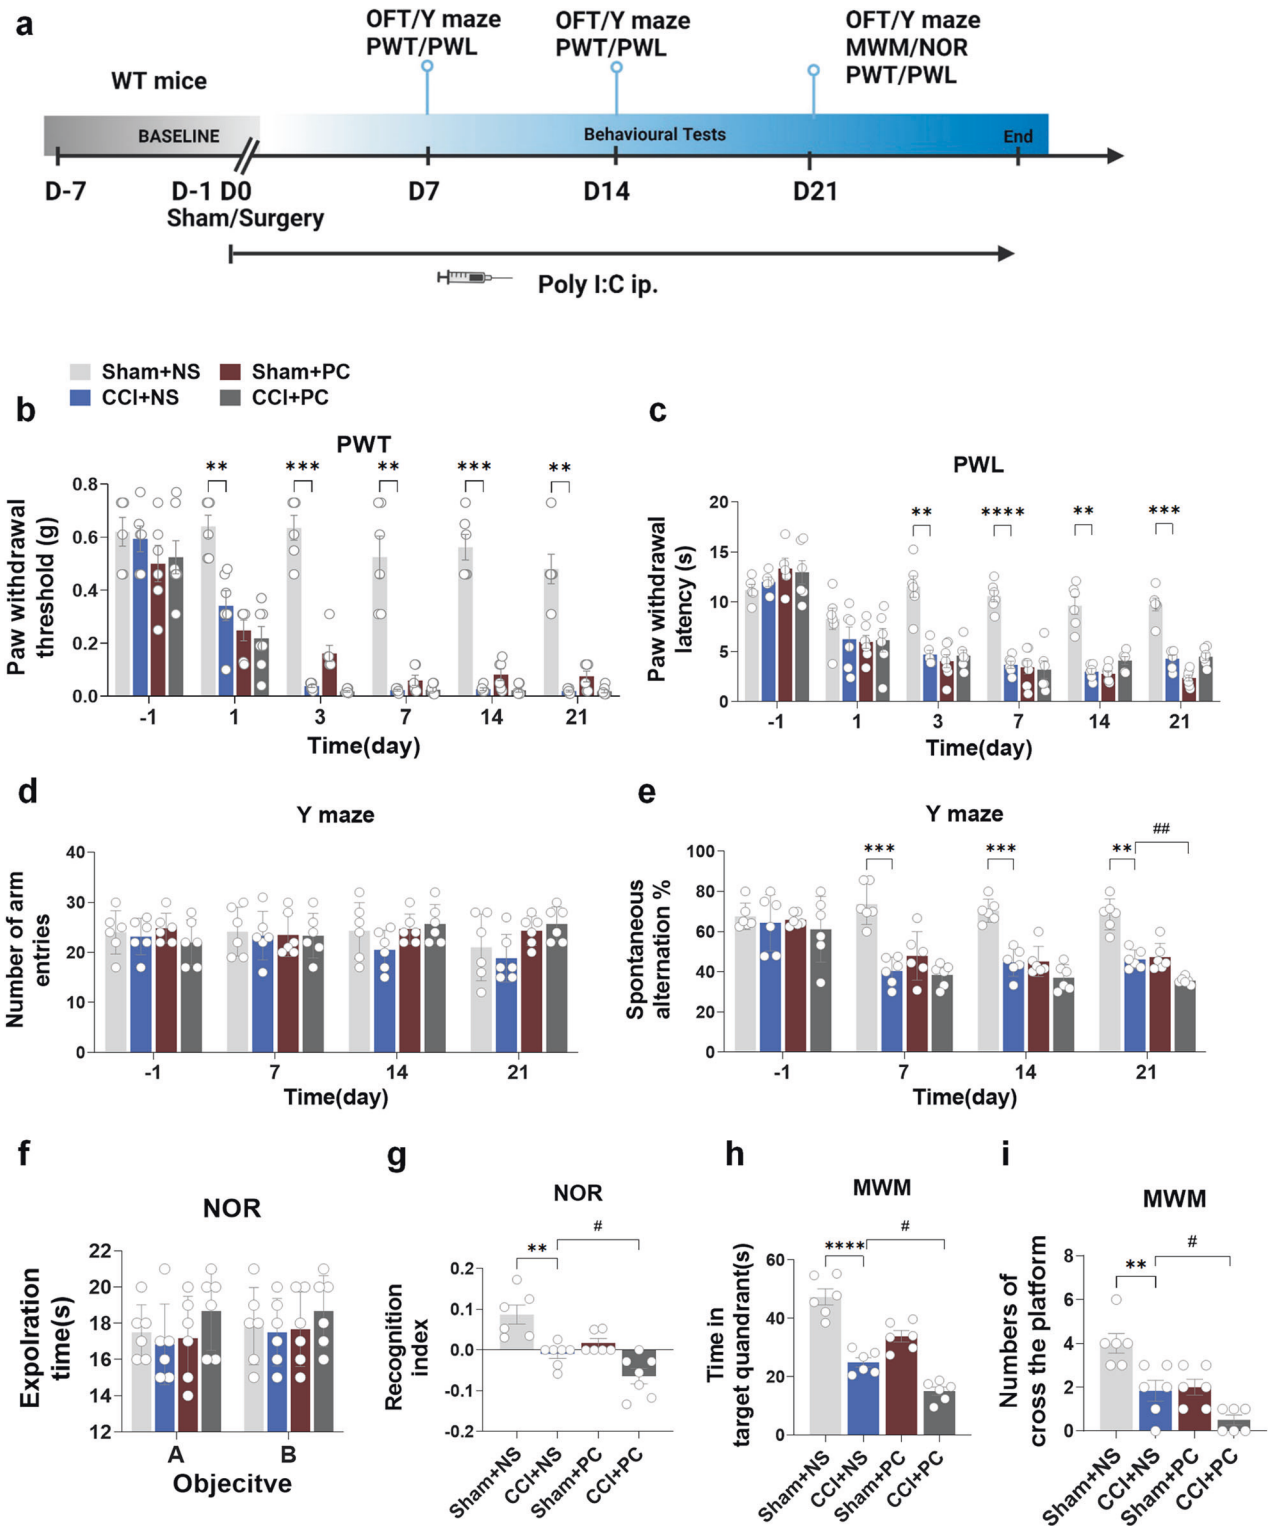 a
OFT/Y maze
PWT/PWL
OFT/Y maze
PWT/PWL
OFT/Y maze
MWM/NOR
PWT/PWL
WT mice
BASELINE
Behavioural Tests
End
D-7
D-1 D0
D7
D14
D21
Sham/Surgery
Poly I:C ip.
Sham+NS
Sham+PC
CCI+NS
CCI+PC
b
PWT
** *** ** *** **
Paw withdrawal
threshold (g)
0.8
0.6
0.4
0.2
0.0
-1 1 3 7 14 21
Time(day)
c
PWL
** **** ** ***
Paw withdrawal
latency (s)
20
15
10
5
0
-1 1 3 7 14 21
Time(day)
d
Y maze
Number of arm
entries
40
30
20
10
0
-1 7 14 21
Time(day)
e
Y maze
##
*** *** **
Spontaneous
alternation %
100
80
60
40
20
0
-1 7 14 21
Time(day)
f
NOR
Expolration
time(s)
22
20
18
16
14
12
A B
Objecitve
g
NOR
#
**
Recognition
index
0.2
0.1
0.0
-0.1
-0.2
Sham+NS
CCI+NS
Sham+PC
CCI+PC
h
MWM
#
****
Time in
target quandrant(s)
60
40
20
0
Sham+NS
CCI+NS
Sham+PC
CCI+PC
i
MWM
#
**
Numbers of
cross the platform
8
6
4
2
0
Sham+NS
CCI+NS
Sham+PC
CCI+PC